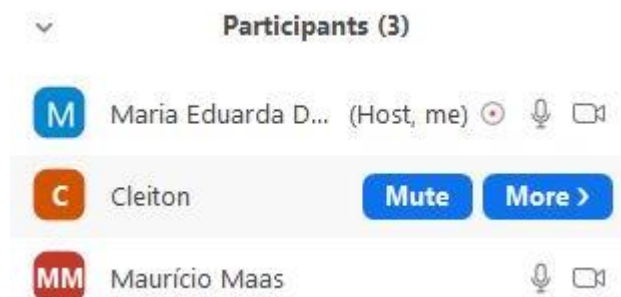 Participants (3)
M Maria Eduarda D... (Host, me)
C Cleiton Mute More >
MM Maurício Maas